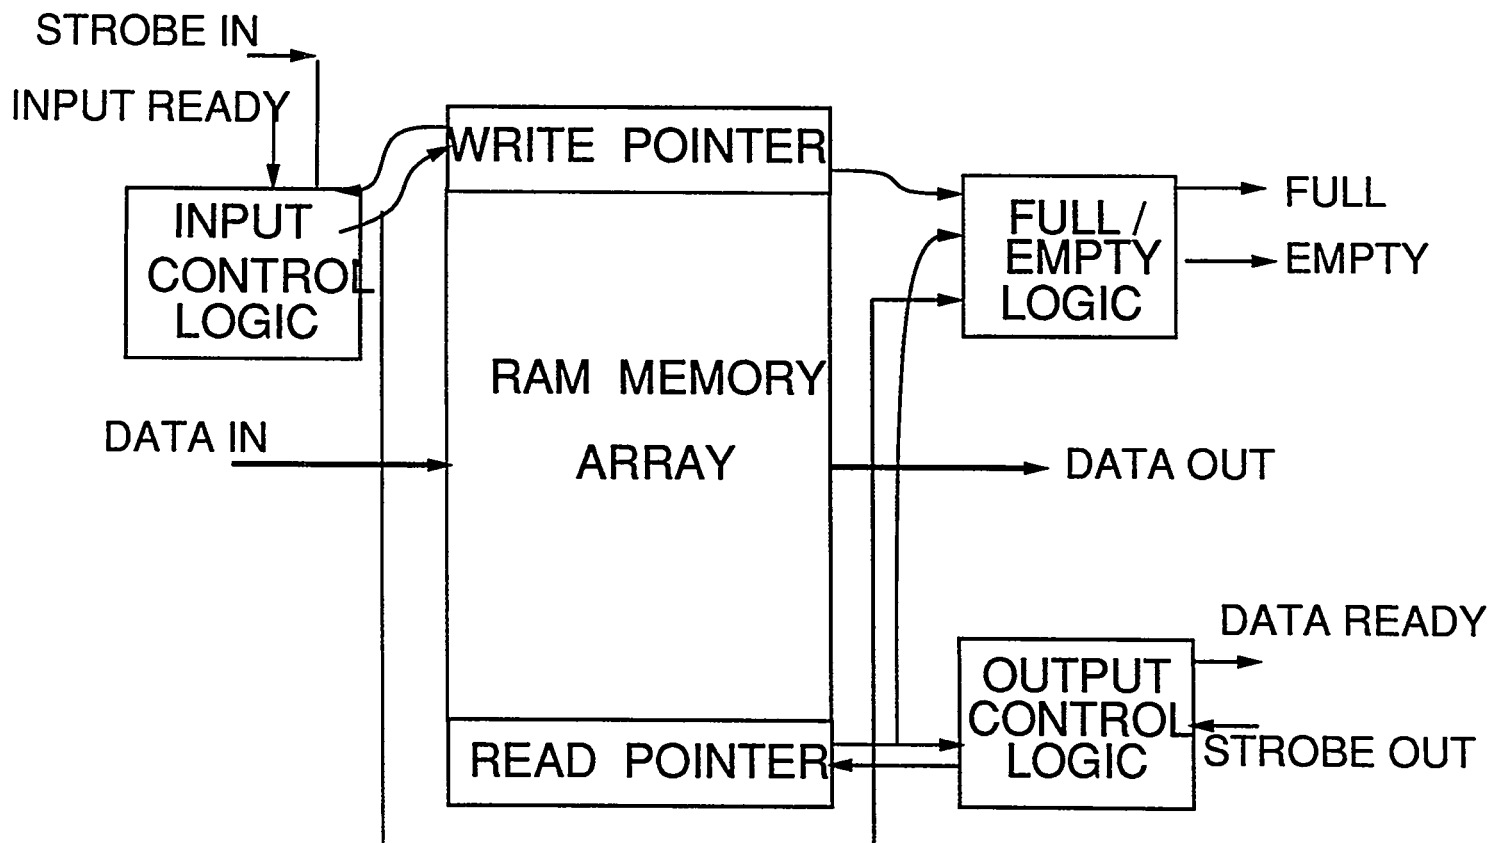 STROBE IN
INPUT READY
WRITE POINTER
INPUT
CONTROL
LOGIC
FULL /
EMPTY
LOGIC
FULL
EMPTY
RAM MEMORY
ARRAY
DATA IN
DATA OUT
DATA READY
OUTPUT
CONTROL
LOGIC
STROBE OUT
READ POINTER